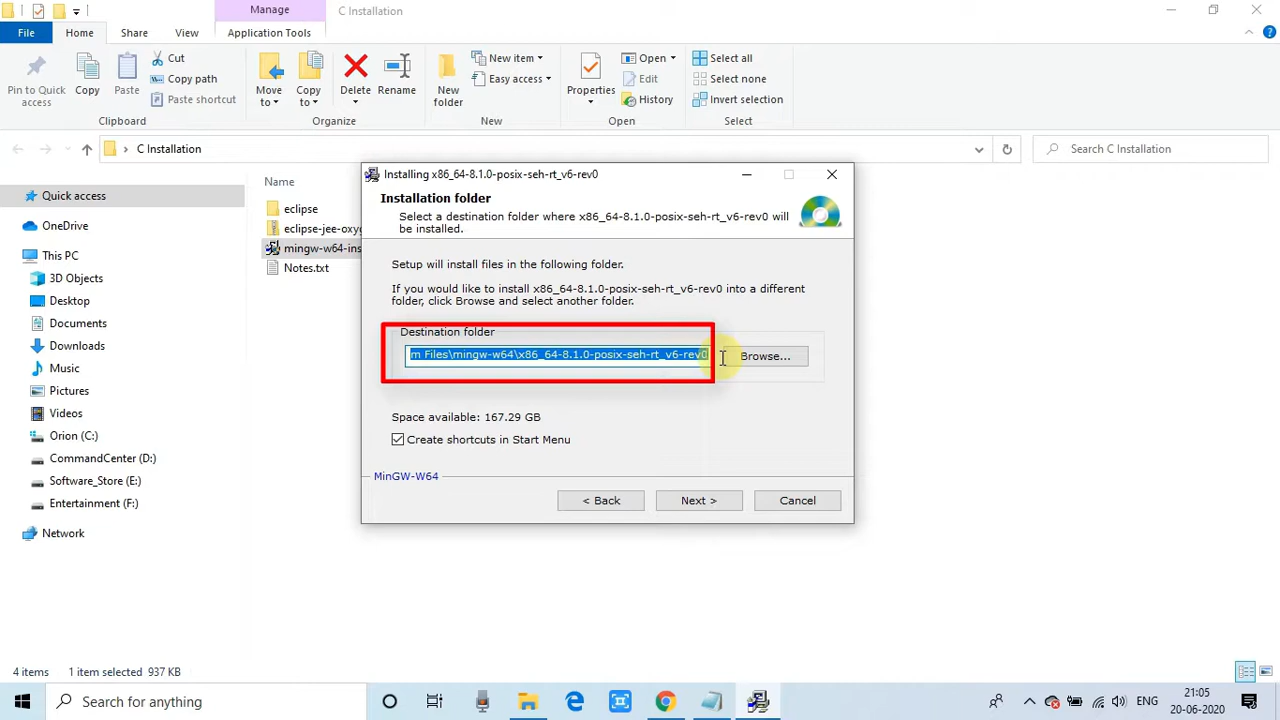 Manage
C Installation
File
Home
Share
View
Application Tools
Pin to Quick access
Copy
Paste
Cut
Copy path
Paste shortcut
Clipboard
Move to
Copy to
Delete
Rename
Organize
New folder
New item
Easy access
New
Properties
Open
Edit
History
Open
Select all
Select none
Invert selection
Select
C Installation
Search C Installation
Quick access
OneDrive
This PC
3D Objects
Desktop
Documents
Downloads
Music
Pictures
Videos
Orion (C:)
CommandCenter (D:)
Software_Store (E:)
Entertainment (F:)
Network
Name
eclipse
eclipse-jee-oxyg
mingw-w64-ins
Notes.txt
Installing x86_64-8.1.0-posix-seh-rt_v6-rev0
Installation folder
Select a destination folder where x86_64-8.1.0-posix-seh-rt_v6-rev0 will
be installed.
Setup will install files in the following folder.
If you would like to install x86_64-8.1.0-posix-seh-rt_v6-rev0 into a different
folder, click Browse and select another folder.
Destination folder
m Files\mingw-w64\x86_64-8.1.0-posix-seh-rt_v6-rev0
Browse...
Space available: 167.29 GB
Create shortcuts in Start Menu
MinGW-W64
< Back
Next >
Cancel
4 items
1 item selected 937 KB
Search for anything
ENG
21:05
20-06-2020